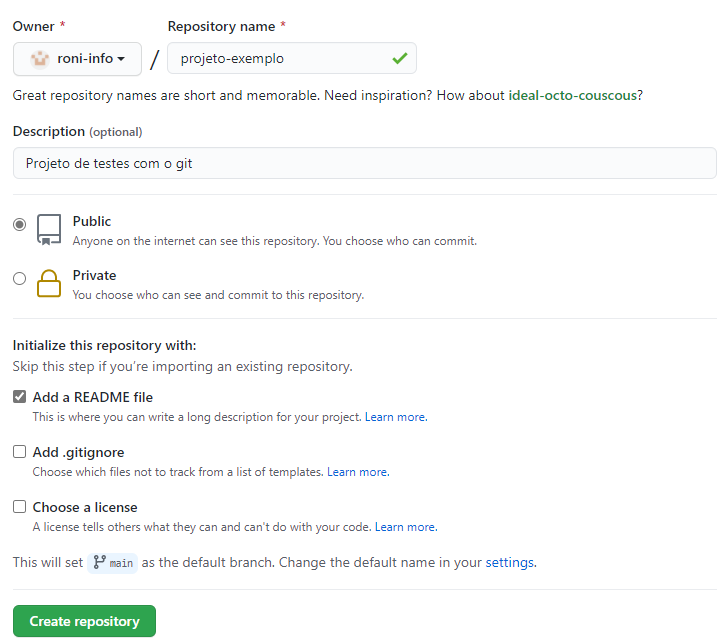 Owner * Repository name *
roni-info / projeto-exemplo
Great repository names are short and memorable. Need inspiration? How about ideal-octo-couscous?
Description (optional)
Projeto de testes com o git
Public
Anyone on the internet can see this repository. You choose who can commit.
Private
You choose who can see and commit to this repository.
Initialize this repository with:
Skip this step if you're importing an existing repository.
Add a README file
This is where you can write a long description for your project. Learn more.
Add .gitignore
Choose which files not to track from a list of templates. Learn more.
Choose a license
A license tells others what they can and can't do with your code. Learn more.
This will set main as the default branch. Change the default name in your settings.
Create repository